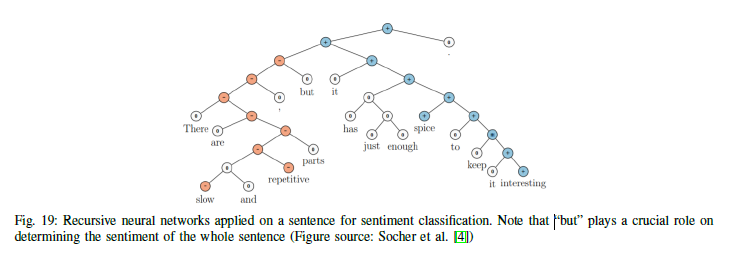 .
but it
,
There
are
has
just enough
spice
to
keep
it interesting
parts
repetitive
slow and
Fig. 19: Recursive neural networks applied on a sentence for sentiment classification. Note that “but” plays a crucial role on
determining the sentiment of the whole sentence (Figure source: Socher et al. [4])